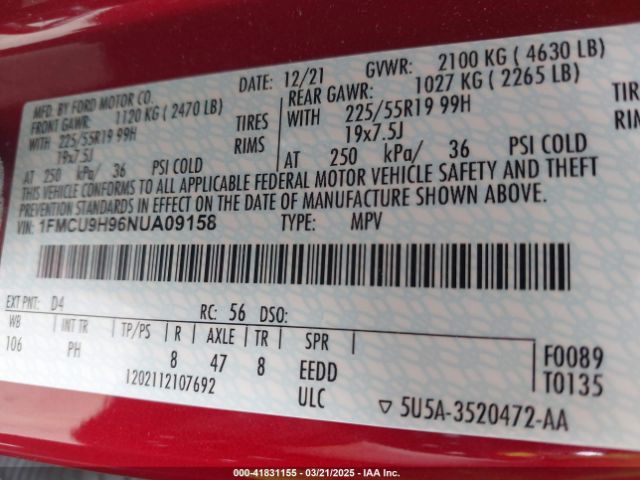 MFD. BY FORD MOTOR CO.
DATE: 12/21 GVWR: 2100 KG ( 4630 LB)
FRONT GAWR: 1120 KG ( 2470 LB) REAR GAWR: 1027 KG ( 2265 LB)
WITH 225/55R19 99H TIRES WITH 225/55R19 99H TIRES
19x7.5J RIMS 19x7.5J RIMS
AT 250 kPa/ 36 PSI COLD AT 250 kPa/ 36 PSI COLD
THIS VEHICLE CONFORMS TO ALL APPLICABLE FEDERAL MOTOR VEHICLE SAFETY AND THEFT
PREVENTION STANDARDS IN EFFECT ON THE DATE OF MANUFACTURE SHOWN ABOVE.
VIN: 1FMCU9H96NUA09158 TYPE: MPV
EXT PNT: D4 RC: 56 DSO:
WB INT TR TP/PS R AXLE TR SPR
106 PH 8 47 8 EEDD
1202112107692 ULC
F0089
T0135
▽ 5U5A-3520472-AA
000-41831155 — 03/21/2025 — IAA Inc.